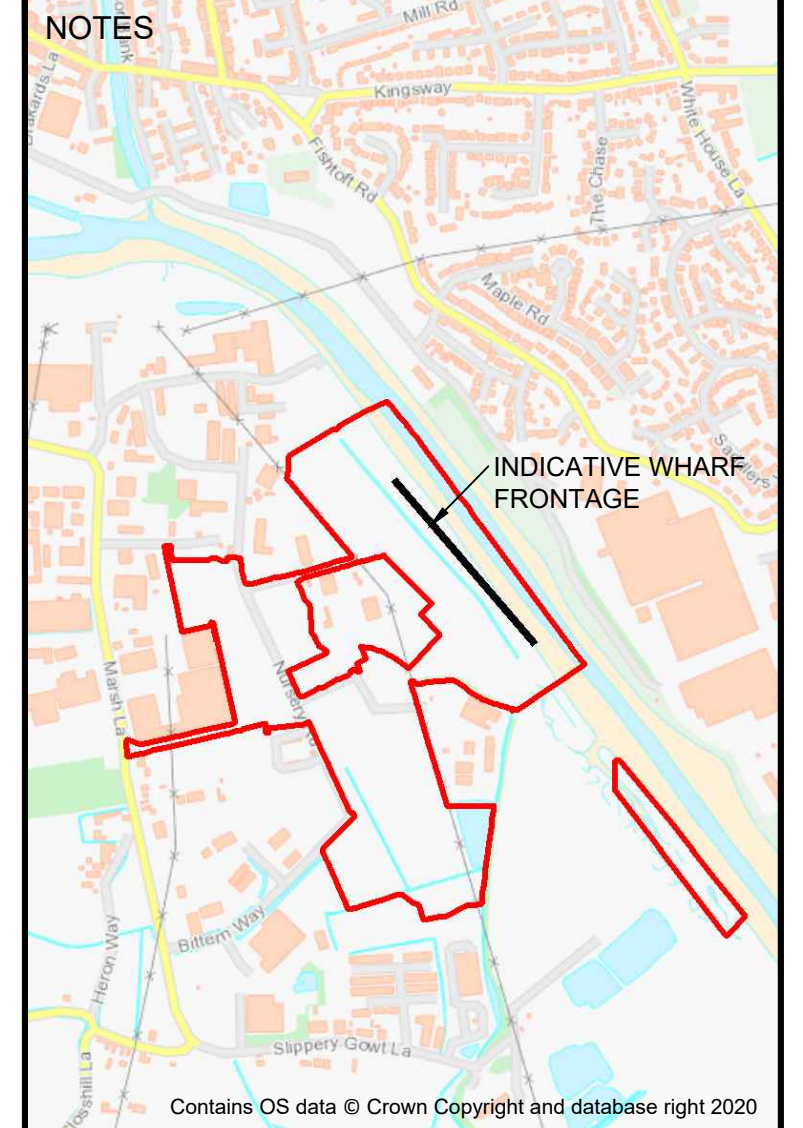 NOTES
Mill Rd
Kingsway
White House La
Fishtoft Rd
The Chase
Maple Rd
INDICATIVE WHARF
FRONTAGE
Marsh La
Nursery Rd
Bittern Way
Heron Way
Slippery Gowt La
Contains OS data © Crown Copyright and database right 2020